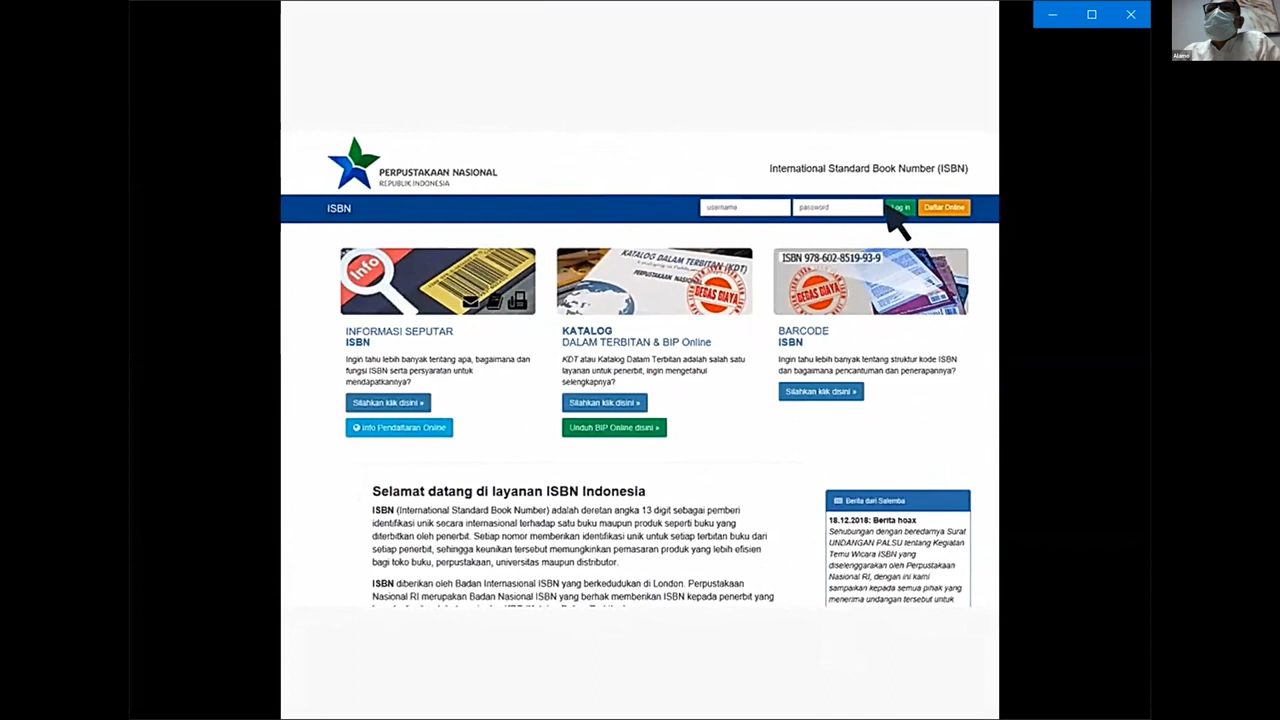 Alamsi
PERPUSTAKAAN NASIONAL
REPUBLIK INDONESIA
International Standard Book Number (ISBN)
ISBN
username
password
Log in
Daftar Online
Info
KATALOG DALAM TERBITAN (KDT)
PERPUSTAKAAN NASIONAL
BEBAS BIAYA
ISBN 978-602-8519-93-9
BEBAS BIAYA
INFORMASI SEPUTAR
ISBN
Ingin tahu lebih banyak tentang apa, bagaimana dan
fungsi ISBN serta persyaratan untuk
mendapatkannya?
Silahkan klik disini »
Info Pendaftaran Online
KATALOG
DALAM TERBITAN & BIP Online
KDT atau Katalog Dalam Terbitan adalah salah satu
layanan untuk penerbit, ingin mengetahui
selengkapnya?
Silahkan klik disini »
Unduh BIP Online disini »
BARCODE
ISBN
Ingin tahu lebih banyak tentang struktur kode ISBN
dan bagaimana pencantuman dan penerapannya?
Silahkan klik disini »
Selamat datang di layanan ISBN Indonesia
ISBN (International Standard Book Number) adalah deretan angka 13 digit sebagai pemberi
identifikasi unik secara internasional terhadap satu buku maupun produk seperti buku yang
diterbitkan oleh penerbit. Setiap nomor memberikan identifikasi unik untuk setiap terbitan buku dari
setiap penerbit, sehingga keunikan tersebut memungkinkan pemasaran produk yang lebih efisien
bagi toko buku, perpustakaan, universitas maupun distributor.
ISBN diberikan oleh Badan Internasional ISBN yang berkedudukan di London. Perpustakaan
Nasional RI merupakan Badan Nasional ISBN yang berhak memberikan ISBN kepada penerbit yang
Berita dari Salemba
18.12.2018: Berita hoax
Sehubungan dengan beredarnya Surat
UNDANGAN PALSU tentang Kegiatan
Temu Wicara ISBN yang
diselenggarakan oleh Perpustakaan
Nasional RI, dengan ini kami
sampaikan kepada semua pihak yang
menerima undangan tersebut untuk